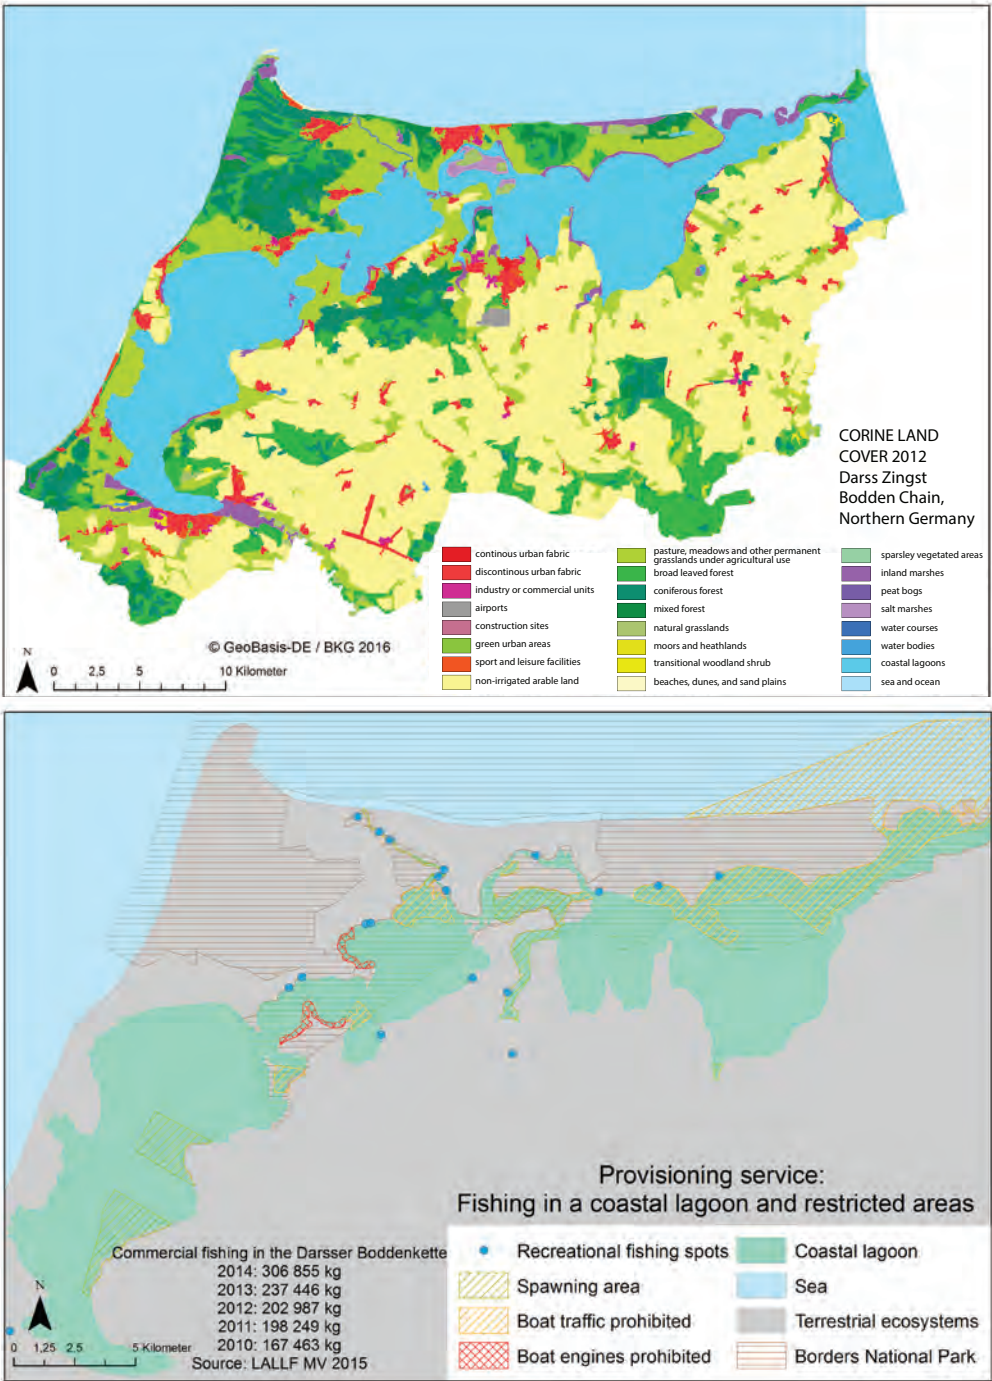 CORINE LAND
COVER 2012
Darss Zingst
Bodden Chain,
Northern Germany
continous urban fabric
discontinous urban fabric
industry or commercial units
airports
construction sites
green urban areas
sport and leisure facilities
non-irrigated arable land
pasture, meadows and other permanent
grasslands under agricultural use
broad leaved forest
coniferous forest
mixed forest
natural grasslands
moors and heathlands
transitional woodland shrub
beaches, dunes, and sand plains
sparsley vegetated areas
inland marshes
peat bogs
salt marshes
water courses
water bodies
coastal lagoons
sea and ocean
© GeoBasis-DE / BKG 2016
N
0 2,5 5 10 Kilometer
Provisioning service:
Fishing in a coastal lagoon and restricted areas
Recreational fishing spots
Spawning area
Boat traffic prohibited
Boat engines prohibited
Coastal lagoon
Sea
Terrestrial ecosystems
Borders National Park
Commercial fishing in the Darsser Boddenkette
2014: 306 855 kg
2013: 237 446 kg
2012: 202 987 kg
2011: 198 249 kg
2010: 167 463 kg
Source: LALLF MV 2015
N
0 1,25 2,5 5 Kilometer